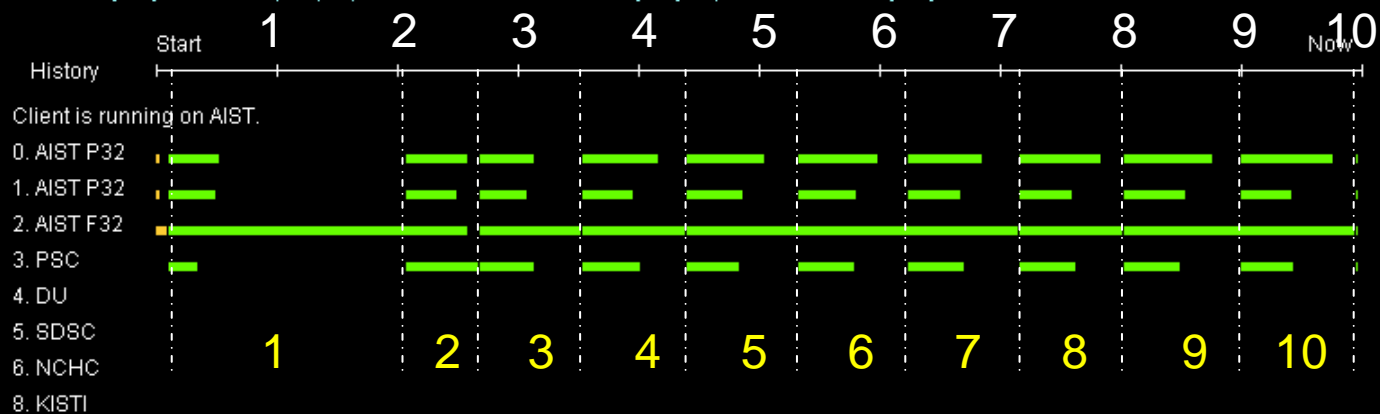 Start 1 2 3 4 5 6 7 8 9 10
Now
History
Client is running on AIST.
0. AIST P32
1. AIST P32
2. AIST F32
3. PSC
4. DU
5. SDSC
6. NCHC
8. KISTI
1 2 3 4 5 6 7 8 9 10